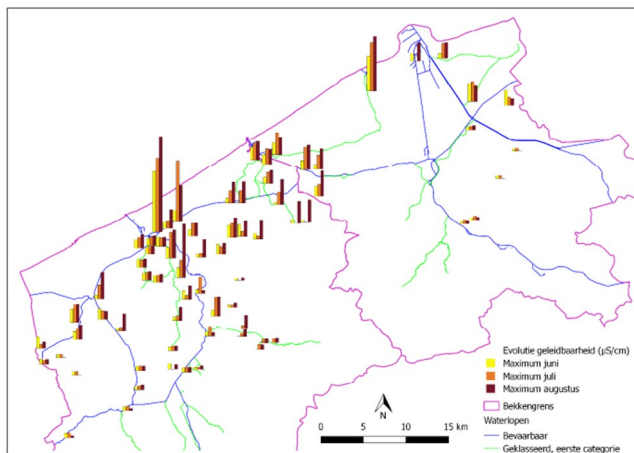 Evolutie geleidbaarheid (µS/cm)
Maximum juni
Maximum juli
Maximum augustus
Bekkengrens
Waterlopen
Bevaarbaar
Geklasseerd, eerste categorie
N
0 5 10 15 km